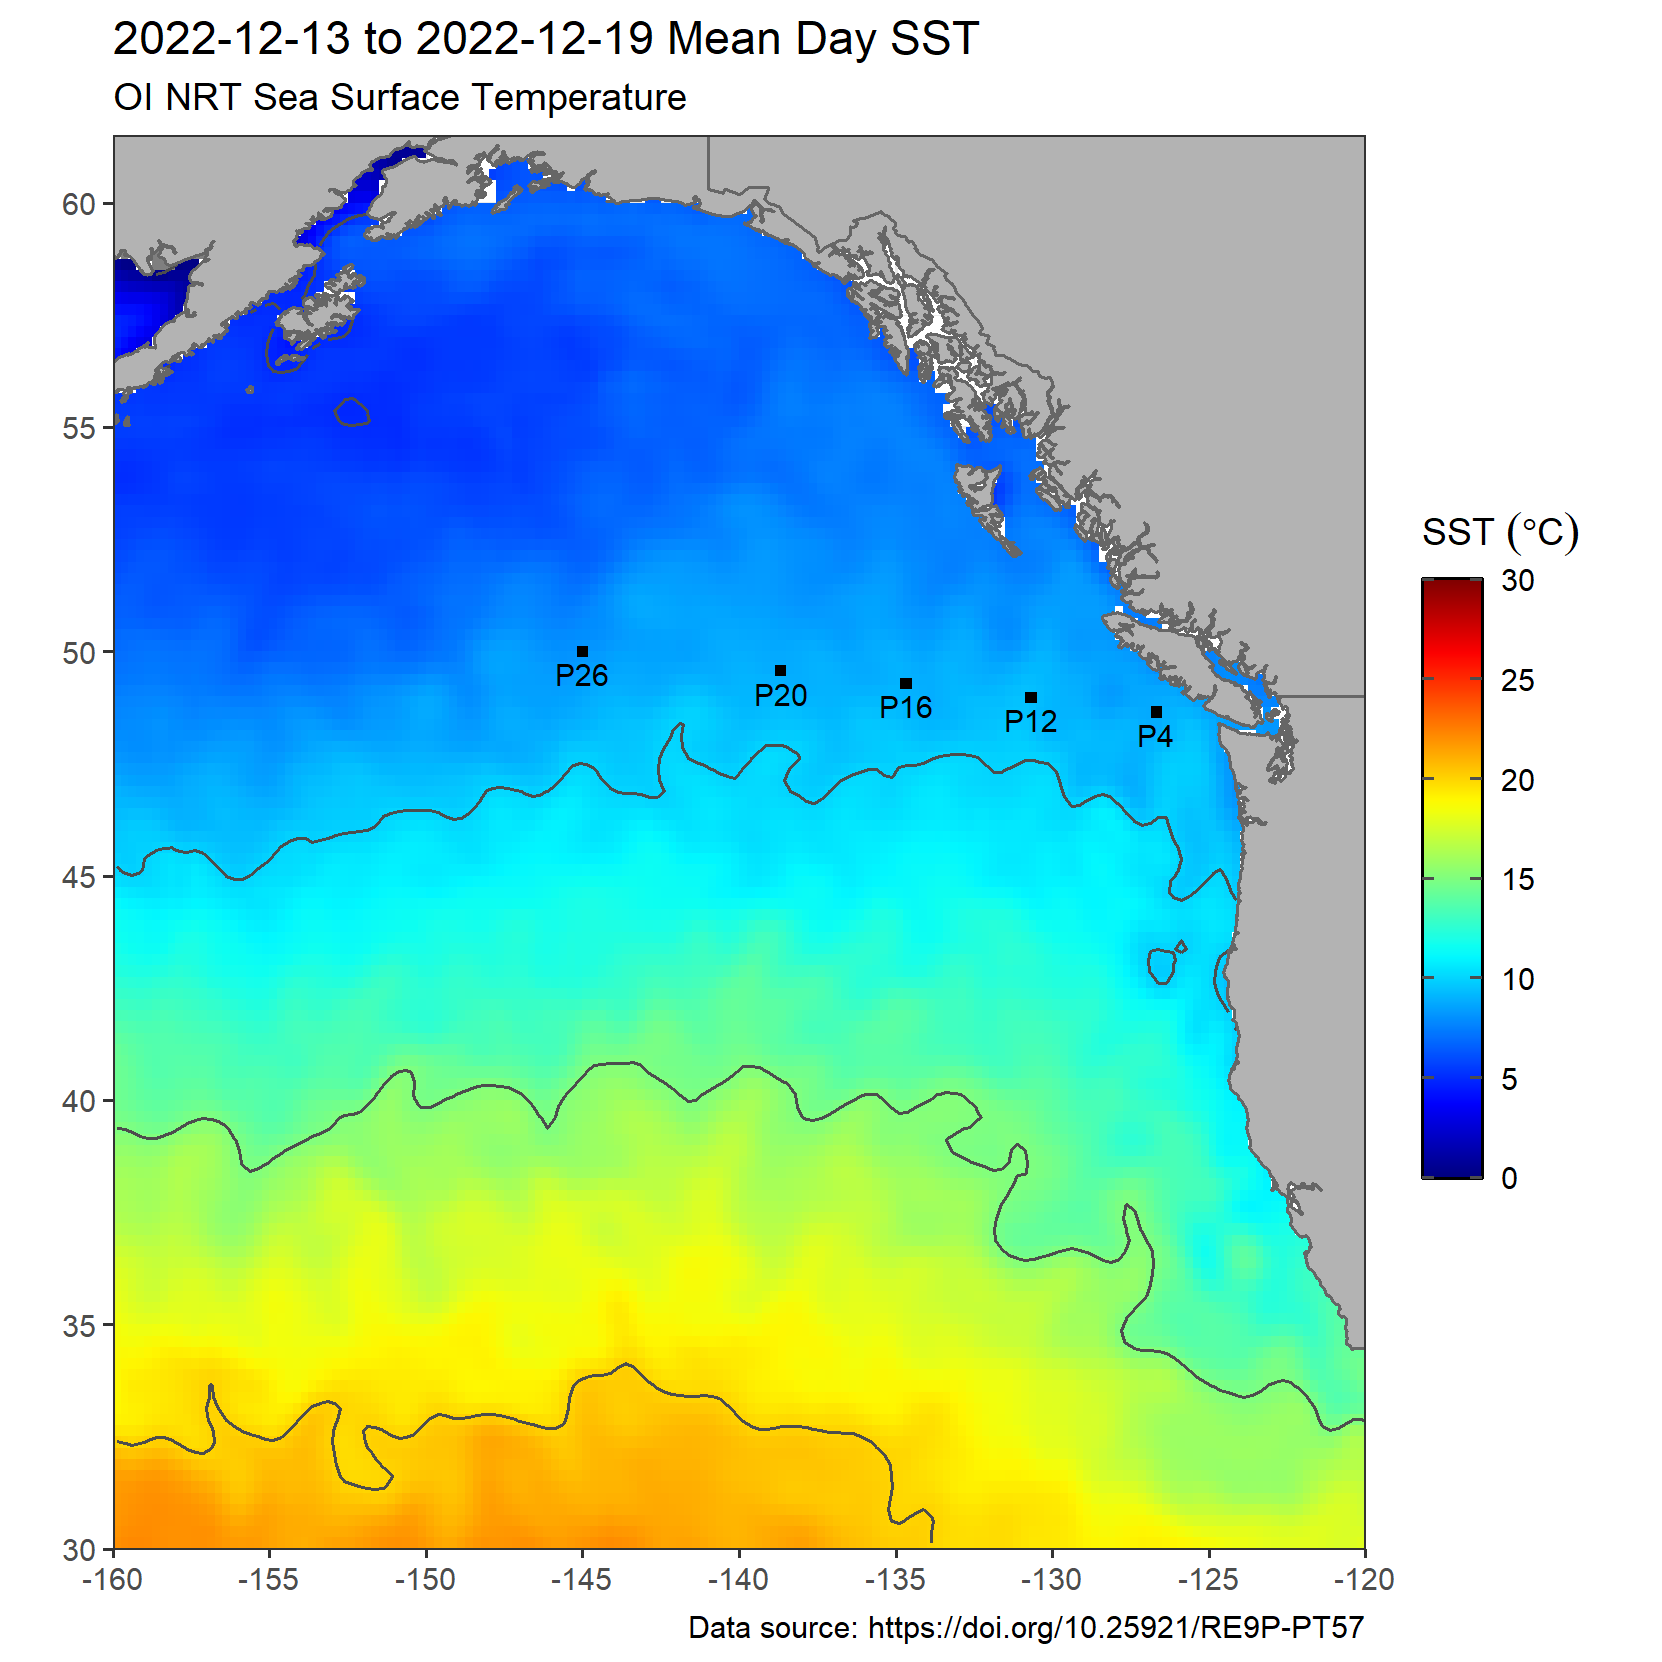 2022-12-13 to 2022-12-19 Mean Day SST
OI NRT Sea Surface Temperature
60
55
50
45
40
35
30
P26
P20
P16
P12
P4
-160
-155
-150
-145
-140
-135
-130
-125
-120
SST (°C)
30
25
20
15
10
5
0
Data source: https://doi.org/10.25921/RE9P-PT57